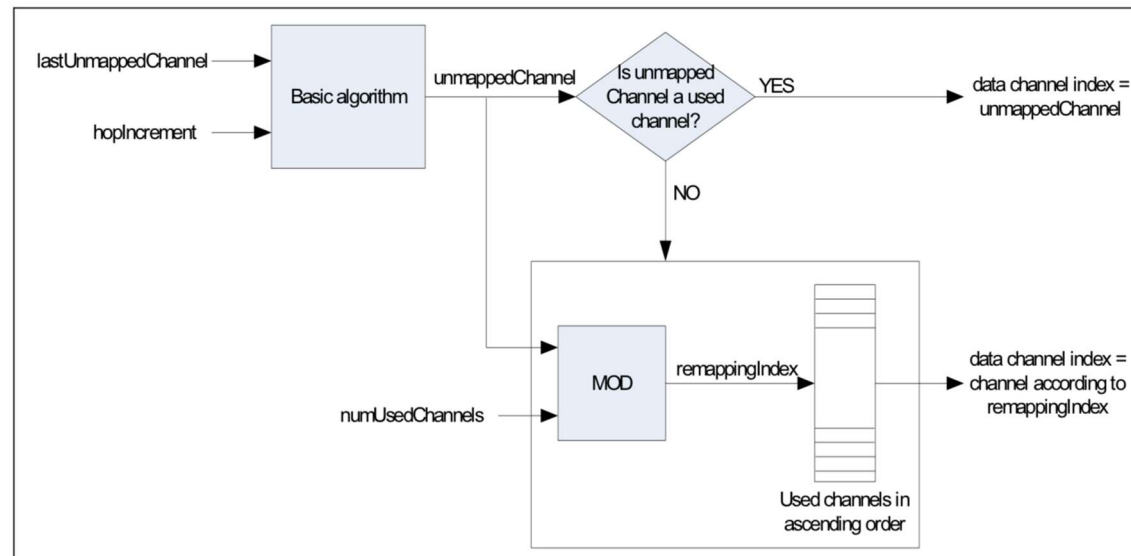 lastUnmappedChannel
hopIncrement
Basic algorithm
unmappedChannel
Is unmapped
Channel a used
channel?
YES
data channel index =
unmappedChannel
NO
numUsedChannels
MOD
remappingIndex
Used channels in
ascending order
data channel index =
channel according to
remappingIndex